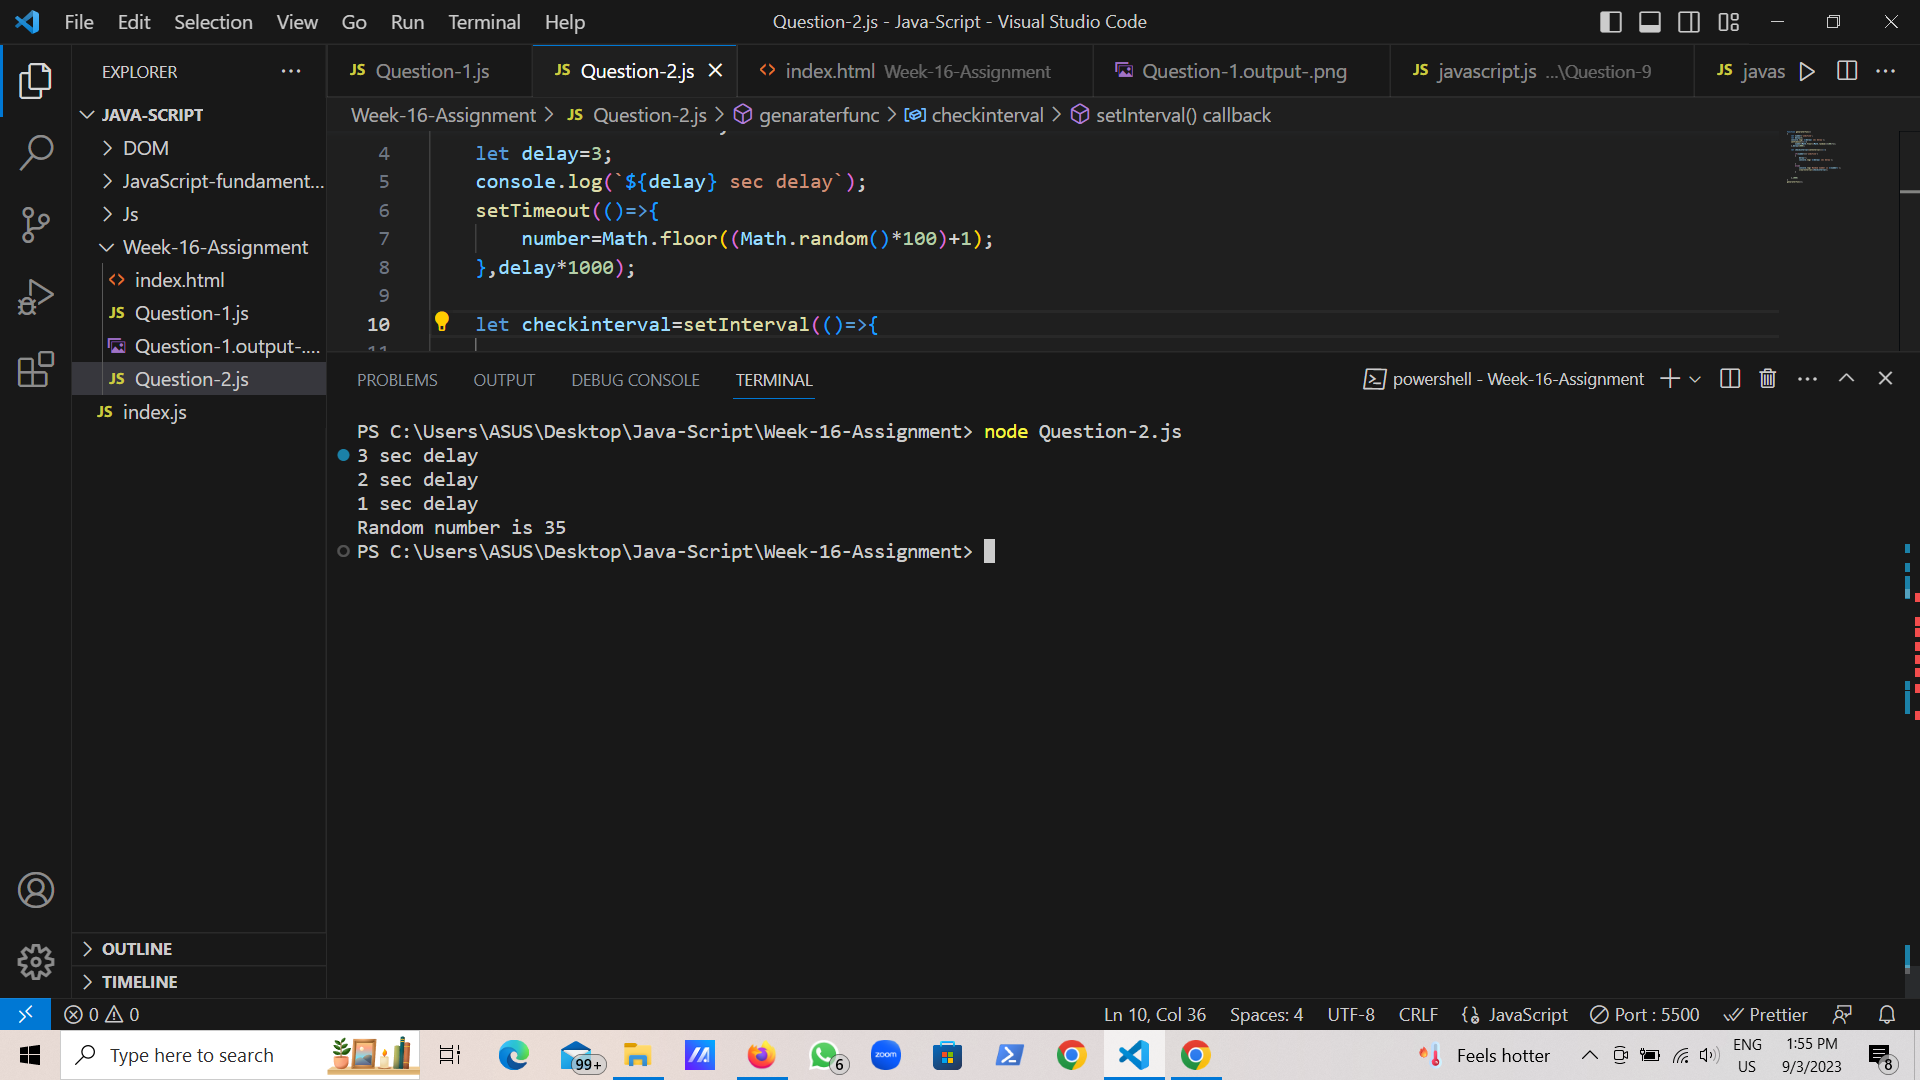 File Edit Selection View Go Run Terminal Help
Question-2.js - Java-Script - Visual Studio Code
EXPLORER
JAVA-SCRIPT
DOM
JavaScript-fundament...
Js
Week-16-Assignment
index.html
Question-1.js
Question-1.output-....
Question-2.js
index.js
OUTLINE
TIMELINE
JS Question-1.js JS Question-2.js index.html Week-16-Assignment Question-1.output-.png JS javascript.js ...\Question-9 JS javas
Week-16-Assignment > JS Question-2.js > genaraterfunc > checkinterval > setInterval() callback
4 let delay=3;
5 console.log(`${delay} sec delay`);
6 setTimeout(()=>{
7 number=Math.floor((Math.random()*100)+1);
8 },delay*1000);
9
10 let checkinterval=setInterval(()=>{
PROBLEMS OUTPUT DEBUG CONSOLE TERMINAL
powershell - Week-16-Assignment
PS C:\Users\ASUS\Desktop\Java-Script\Week-16-Assignment> node Question-2.js
3 sec delay
2 sec delay
1 sec delay
Random number is 35
PS C:\Users\ASUS\Desktop\Java-Script\Week-16-Assignment>
0 0
Ln 10, Col 36 Spaces: 4 UTF-8 CRLF JavaScript Port : 5500 Prettier
Type here to search
99+
6
zoom
Feels hotter
ENG
US
1:55 PM
9/3/2023
8